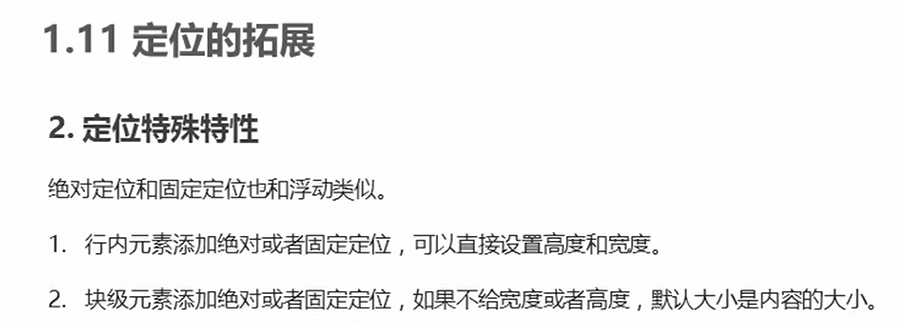 1.11 定位的拓展
2. 定位特殊特性
绝对定位和固定定位也和浮动类似。
1. 行内元素添加绝对或者固定定位，可以直接设置高度和宽度。
2. 块级元素添加绝对或者固定定位，如果不给宽度或者高度，默认大小是内容的大小。